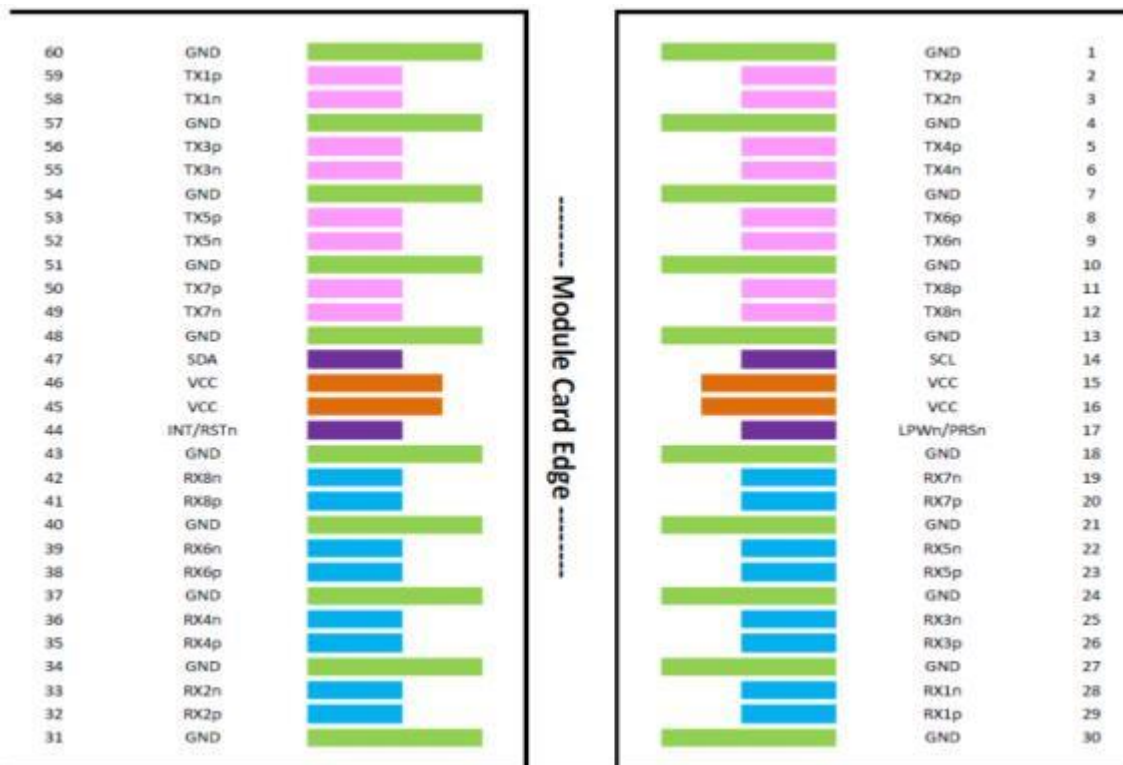 60 GND GND 1
59 TX1p TX2p 2
58 TX1n TX2n 3
57 GND GND 4
56 TX3p TX4p 5
55 TX3n TX4n 6
54 GND GND 7
53 TX5p TX6p 8
52 TX5n TX6n 9
51 GND GND 10
50 TX7p TX8p 11
49 TX7n TX8n 12
48 GND GND 13
47 SDA SCL 14
46 VCC VCC 15
45 VCC VCC 16
44 INT/RSTn LPWn/PRSn 17
43 GND GND 18
42 RX8n RX7n 19
41 RX8p RX7p 20
40 GND GND 21
39 RX6n RX5n 22
38 RX6p RX5p 23
37 GND GND 24
36 RX4n RX3n 25
35 RX4p RX3p 26
34 GND GND 27
33 RX2n RX1n 28
32 RX2p RX1p 29
31 GND GND 30
-------- Module Card Edge --------